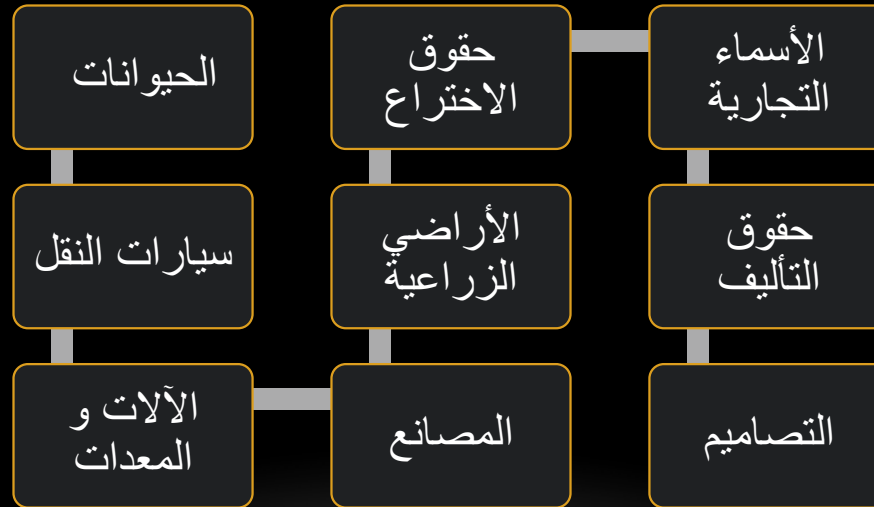 الحيوانات
سيارات النقل
الآلات و
المعدات
المصانع
الأراضي
الزراعية
حقوق
الاختراع
الأسماء
التجارية
حقوق
التأليف
التصاميم